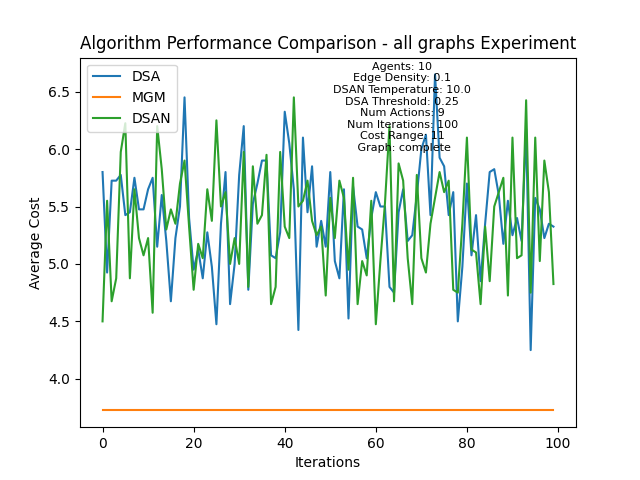 Algorithm Performance Comparison - all graphs Experiment
DSA
MGM
DSAN
Agents: 10
Edge Density: 0.1
DSAN Temperature: 10.0
DSA Threshold: 0.25
Num Actions: 9
Num Iterations: 100
Cost Range: 11
Graph: complete
Average Cost
6.5
6.0
5.5
5.0
4.5
4.0
0
20
40
60
80
100
Iterations